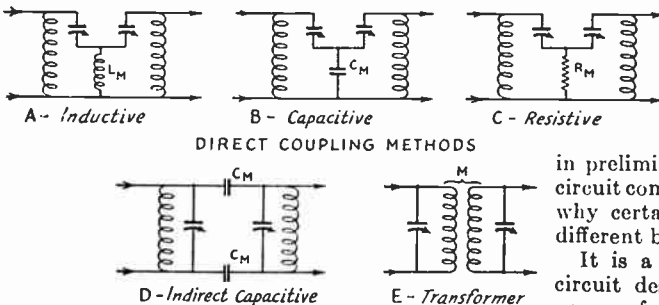 L_M
C_M
R_M
A - Inductive
B - Capacitive
C - Resistive
DIRECT COUPLING METHODS
C_M
C_M
D - Indirect Capacitive
M
E - Transformer
in prelimi
circuit con
why certa
different b
It is a
circuit de